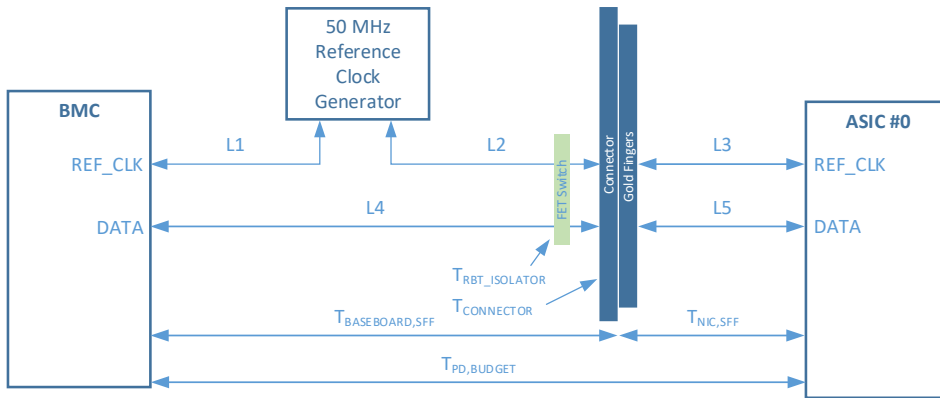 50 MHz
Reference
Clock
Generator
BMC
ASIC #0
L1
L2
L3
REF_CLK
REF_CLK
L4
L5
DATA
DATA
FET Switch
Connector
Gold Fingers
TRBT_ISOLATOR
TCONNECTOR
TBASEBOARD,SFF
TNIC,SFF
TPD,BUDGET